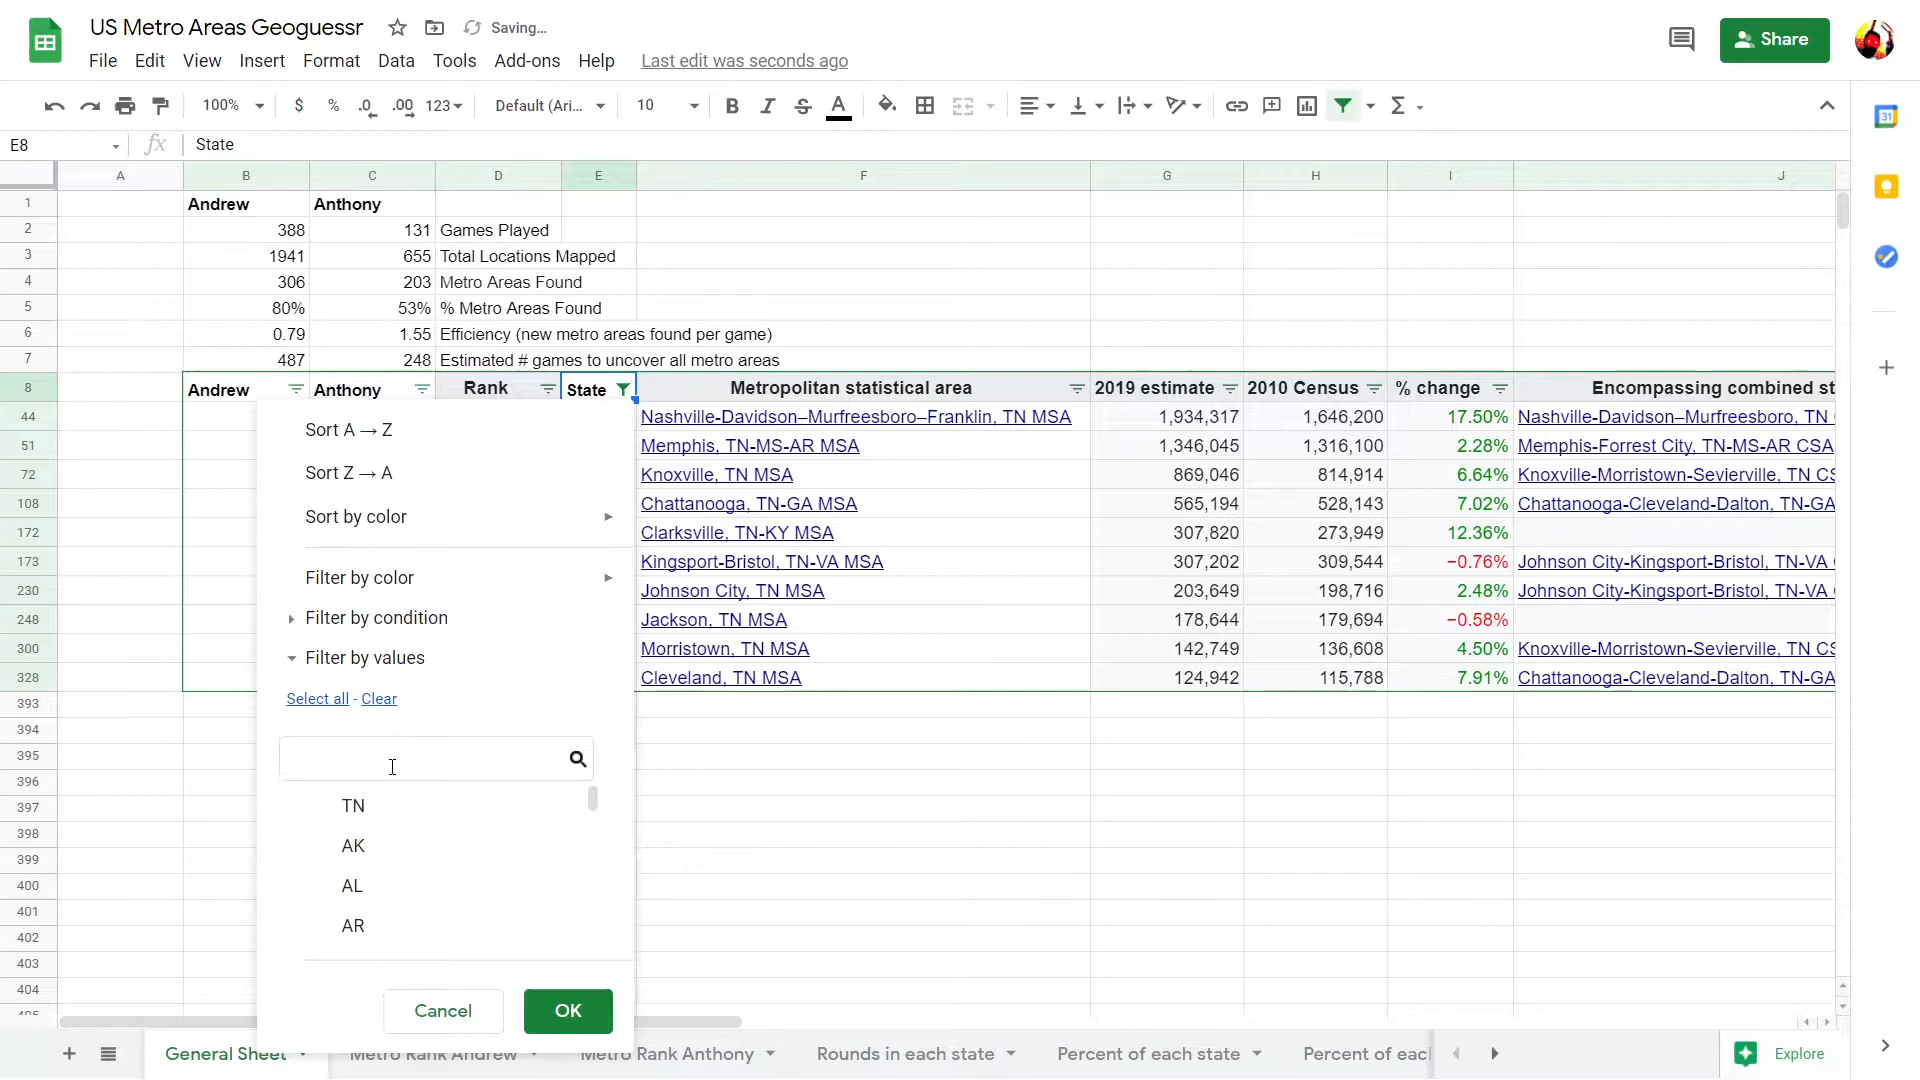 US Metro Areas Geoguessr
Saving...
Share
File Edit View Insert Format Data Tools Add-ons Help Last edit was seconds ago
100% $ % .0 .00 123 Default (Ari... 10 B I S A Σ
31
E8 fx State
A B C D E F G H I J
1 Andrew Anthony
2 388 131 Games Played
3 1941 655 Total Locations Mapped
4 306 203 Metro Areas Found
5 80% 53% % Metro Areas Found
6 0.79 1.55 Efficiency (new metro areas found per game)
7 487 248 Estimated # games to uncover all metro areas
8 Andrew Anthony Rank State Metropolitan statistical area 2019 estimate 2010 Census % change Encompassing combined st
44 Nashville-Davidson–Murfreesboro–Franklin, TN MSA 1,934,317 1,646,200 17.50% Nashville-Davidson–Murfreesboro, TN
51 Memphis, TN-MS-AR MSA 1,346,045 1,316,100 2.28% Memphis-Forrest City, TN-MS-AR CSA
72 Knoxville, TN MSA 869,046 814,914 6.64% Knoxville-Morristown-Sevierville, TN CS
108 Chattanooga, TN-GA MSA 565,194 528,143 7.02% Chattanooga-Cleveland-Dalton, TN-GA
172 Clarksville, TN-KY MSA 307,820 273,949 12.36%
173 Kingsport-Bristol, TN-VA MSA 307,202 309,544 −0.76% Johnson City-Kingsport-Bristol, TN-VA
230 Johnson City, TN MSA 203,649 198,716 2.48% Johnson City-Kingsport-Bristol, TN-VA
248 Jackson, TN MSA 178,644 179,694 −0.58%
300 Morristown, TN MSA 142,749 136,608 4.50% Knoxville-Morristown-Sevierville, TN CS
328 Cleveland, TN MSA 124,942 115,788 7.91% Chattanooga-Cleveland-Dalton, TN-GA
393
394
395
396
397
398
399
400
401
402
403
404
Sort A → Z
Sort Z → A
Sort by color
Filter by color
Filter by condition
Filter by values
Select all - Clear
TN
AK
AL
AR
Cancel OK
General Sheet Metro Rank Andrew Metro Rank Anthony Rounds in each state Percent of each state Percent of eac Explore